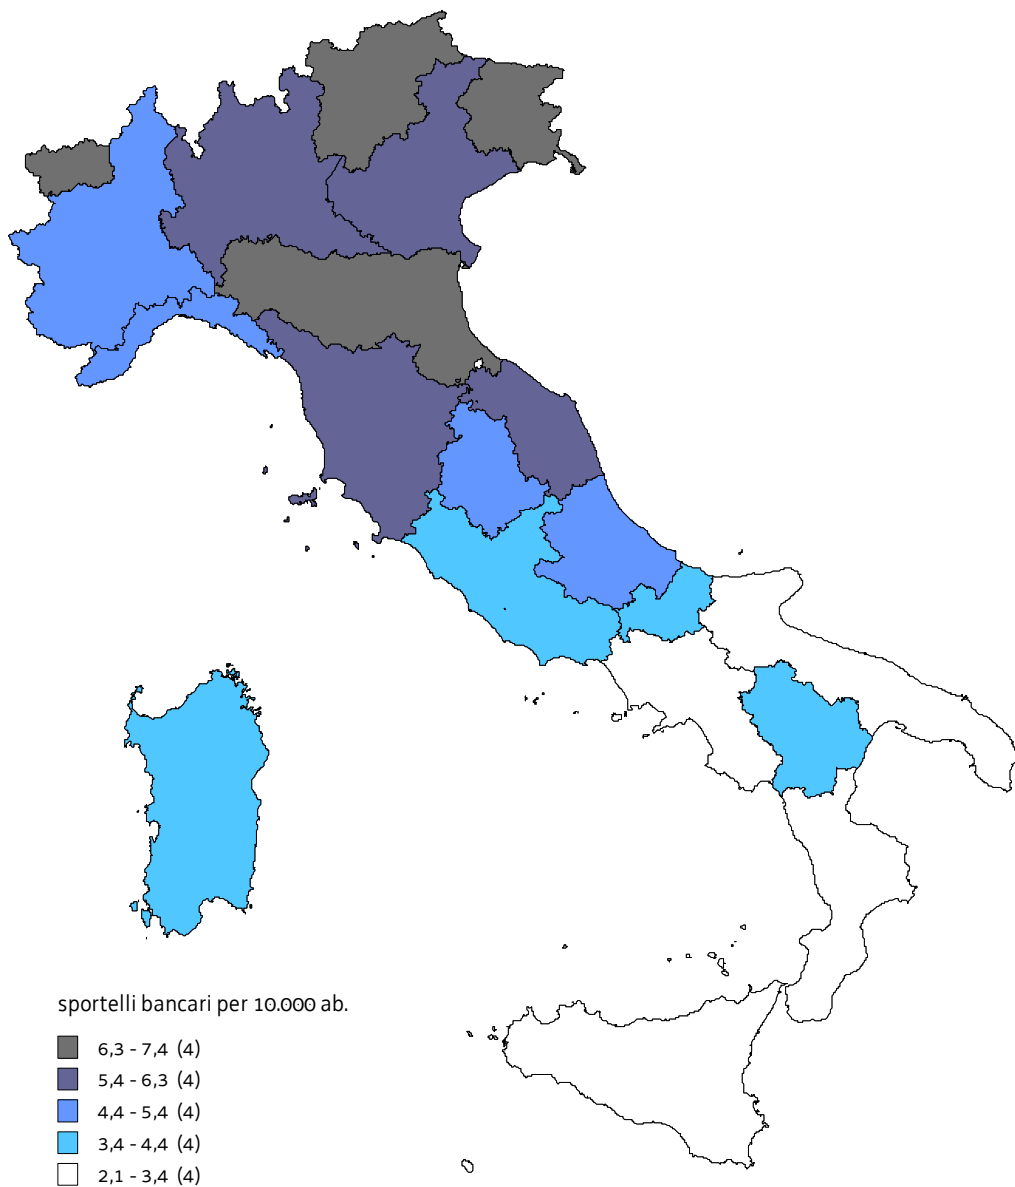 sportelli bancari per 10.000 ab.
6,3 - 7,4 (4)
5,4 - 6,3 (4)
4,4 - 5,4 (4)
3,4 - 4,4 (4)
2,1 - 3,4 (4)